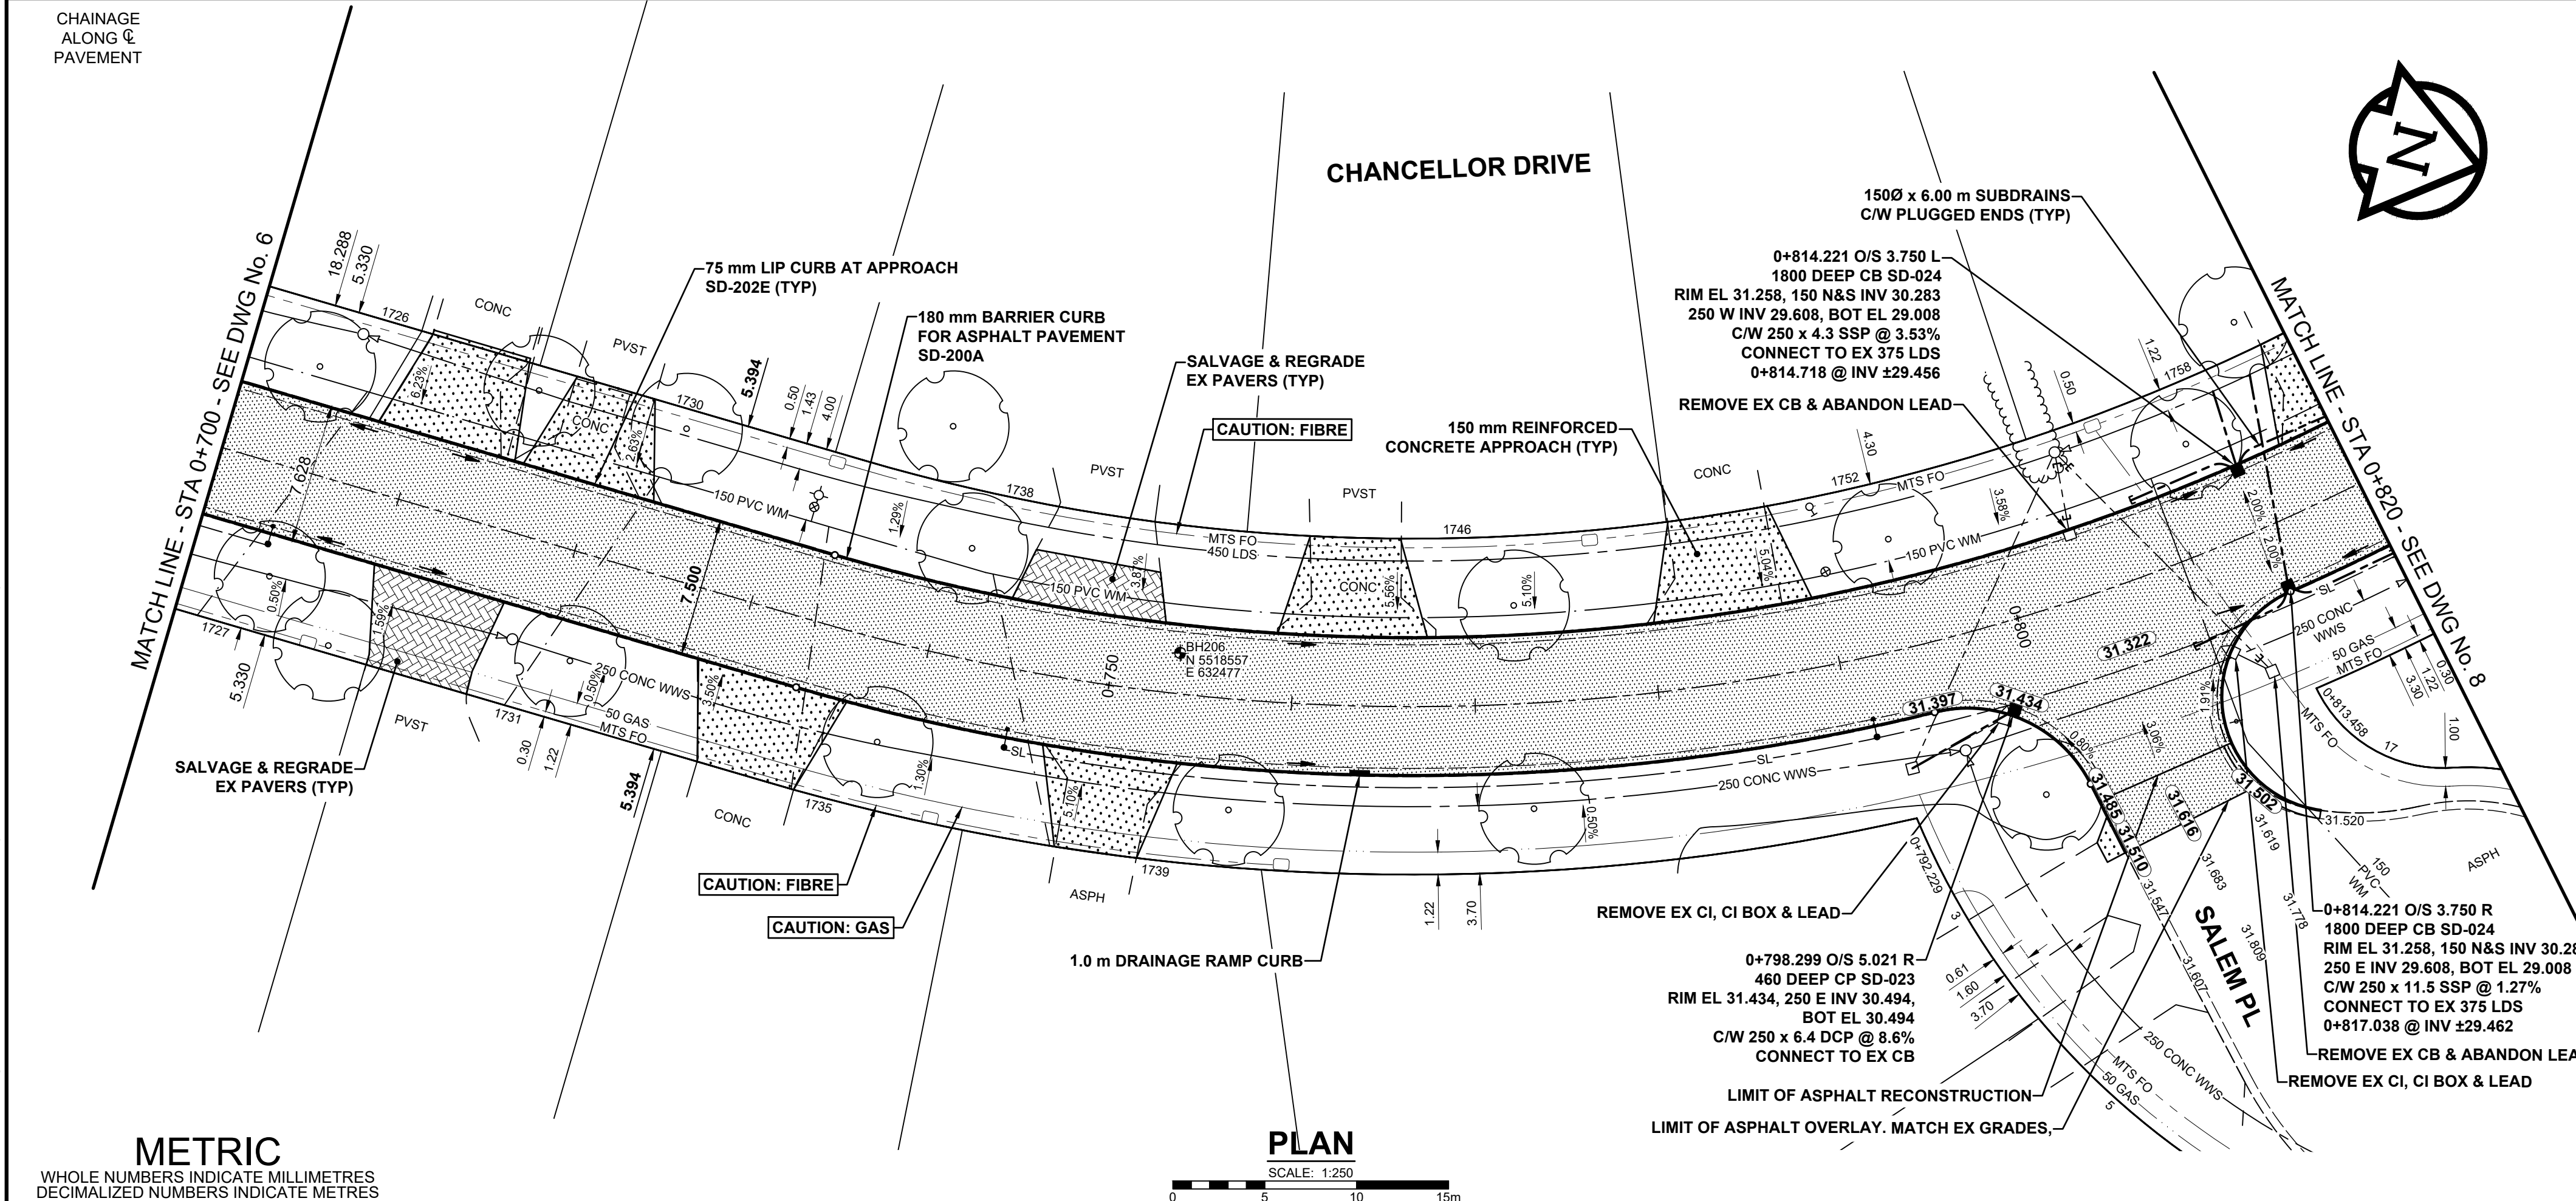 CHAINAGE
ALONG ℄
PAVEMENT
CHANCELLOR DRIVE
N
MATCH LINE - STA 0+700 - SEE DWG No. 6
18.288
5.330
1726
CONC
6.23%
PVST
CONC
2.63%
75 mm LIP CURB AT APPROACH
SD-202E (TYP)
1730
5.394
0.50
1.43
4.00
180 mm BARRIER CURB
FOR ASPHALT PAVEMENT
SD-200A
150 PVC WM
1.29%
SALVAGE & REGRADE
EX PAVERS (TYP)
CAUTION: FIBRE
1738
PVST
MTS FO
450 LDS
150 PVC WM
3.87%
PVST
1746
CONC
5.56%
5.10%
150 mm REINFORCED
CONCRETE APPROACH (TYP)
CONC
5.04%
1752
4.30
MTS FO
3.58%
150 PVC WM
150Ø x 6.00 m SUBDRAINS
C/W PLUGGED ENDS (TYP)
0+814.221 O/S 3.750 L
1800 DEEP CB SD-024
RIM EL 31.258, 150 N&S INV 30.283
250 W INV 29.608, BOT EL 29.008
C/W 250 x 4.3 SSP @ 3.53%
CONNECT TO EX 375 LDS
0+814.718 @ INV ±29.456
REMOVE EX CB & ABANDON LEAD
0.50
1.22
1758
MATCH LINE - STA 0+820 - SEE DWG No. 8
2.00%
2.00%
7.628
7.500
0+750
BH206
N 5518557
E 632477
0+800
31.322
31.397
31.434
SL
250 CONC
WWS
50 GAS
MTS FO
0.30
1.22
3.30
1.00
0+813.458
MTS FO
17
1.91%
3.06%
0.80%
31.485
31.510
31.616
31.502
31.520
31.619
31.683
31.547
31.607
31.809
31.778
150
PVC
WM
ASPH
0.50%
1.59%
1727
5.330
PVST
1731
0.50%
250 CONC WWS
50 GAS
MTS FO
0.30
1.22
3.50%
5.394
CONC
1735
1.30%
SL
5.10%
1739
ASPH
SL
250 CONC WWS
0.50%
1.22
3.70
0+792.229
3
0.61
1.60
3.70
SALVAGE & REGRADE
EX PAVERS (TYP)
CAUTION: FIBRE
CAUTION: GAS
1.0 m DRAINAGE RAMP CURB
REMOVE EX CI, CI BOX & LEAD
0+798.299 O/S 5.021 R
460 DEEP CP SD-023
RIM EL 31.434, 250 E INV 30.494,
BOT EL 30.494
C/W 250 x 6.4 DCP @ 8.6%
CONNECT TO EX CB
LIMIT OF ASPHALT RECONSTRUCTION
LIMIT OF ASPHALT OVERLAY. MATCH EX GRADES,
SALEM PL
250 CONC WWS
MTS FO
50 GAS
5
0+814.221 O/S 3.750 R
1800 DEEP CB SD-024
RIM EL 31.258, 150 N&S INV 30.28
250 E INV 29.608, BOT EL 29.008
C/W 250 x 11.5 SSP @ 1.27%
CONNECT TO EX 375 LDS
0+817.038 @ INV ±29.462
REMOVE EX CB & ABANDON LEA
REMOVE EX CI, CI BOX & LEAD
METRIC
WHOLE NUMBERS INDICATE MILLIMETRES
DECIMALIZED NUMBERS INDICATE METRES
PLAN
SCALE: 1:250
0 5 10 15m